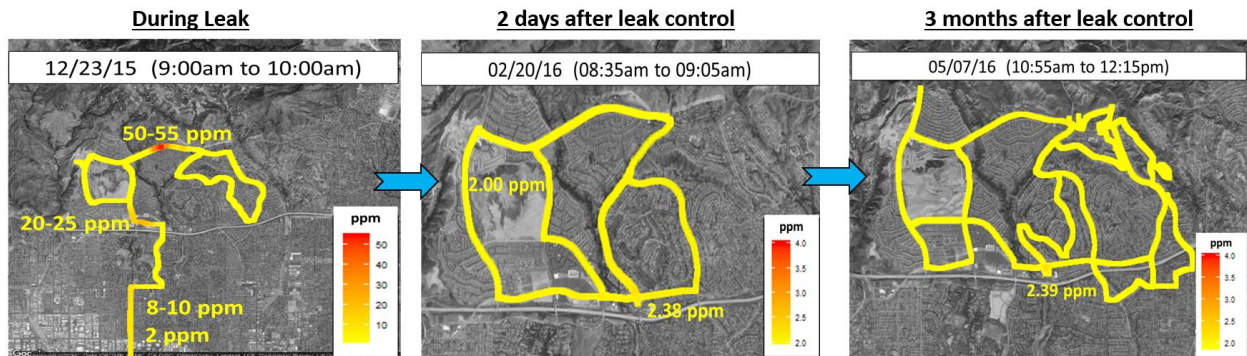 During Leak
2 days after leak control
3 months after leak control
12/23/15 (9:00am to 10:00am)
50-55 ppm
20-25 ppm
8-10 ppm
2 ppm
ppm
50
40
30
20
10
02/20/16 (08:35am to 09:05am)
2.00 ppm
2.38 ppm
ppm
4.0
3.5
3.0
2.5
2.0
05/07/16 (10:55am to 12:15pm)
2.39 ppm
ppm
4.0
3.5
3.0
2.5
2.0